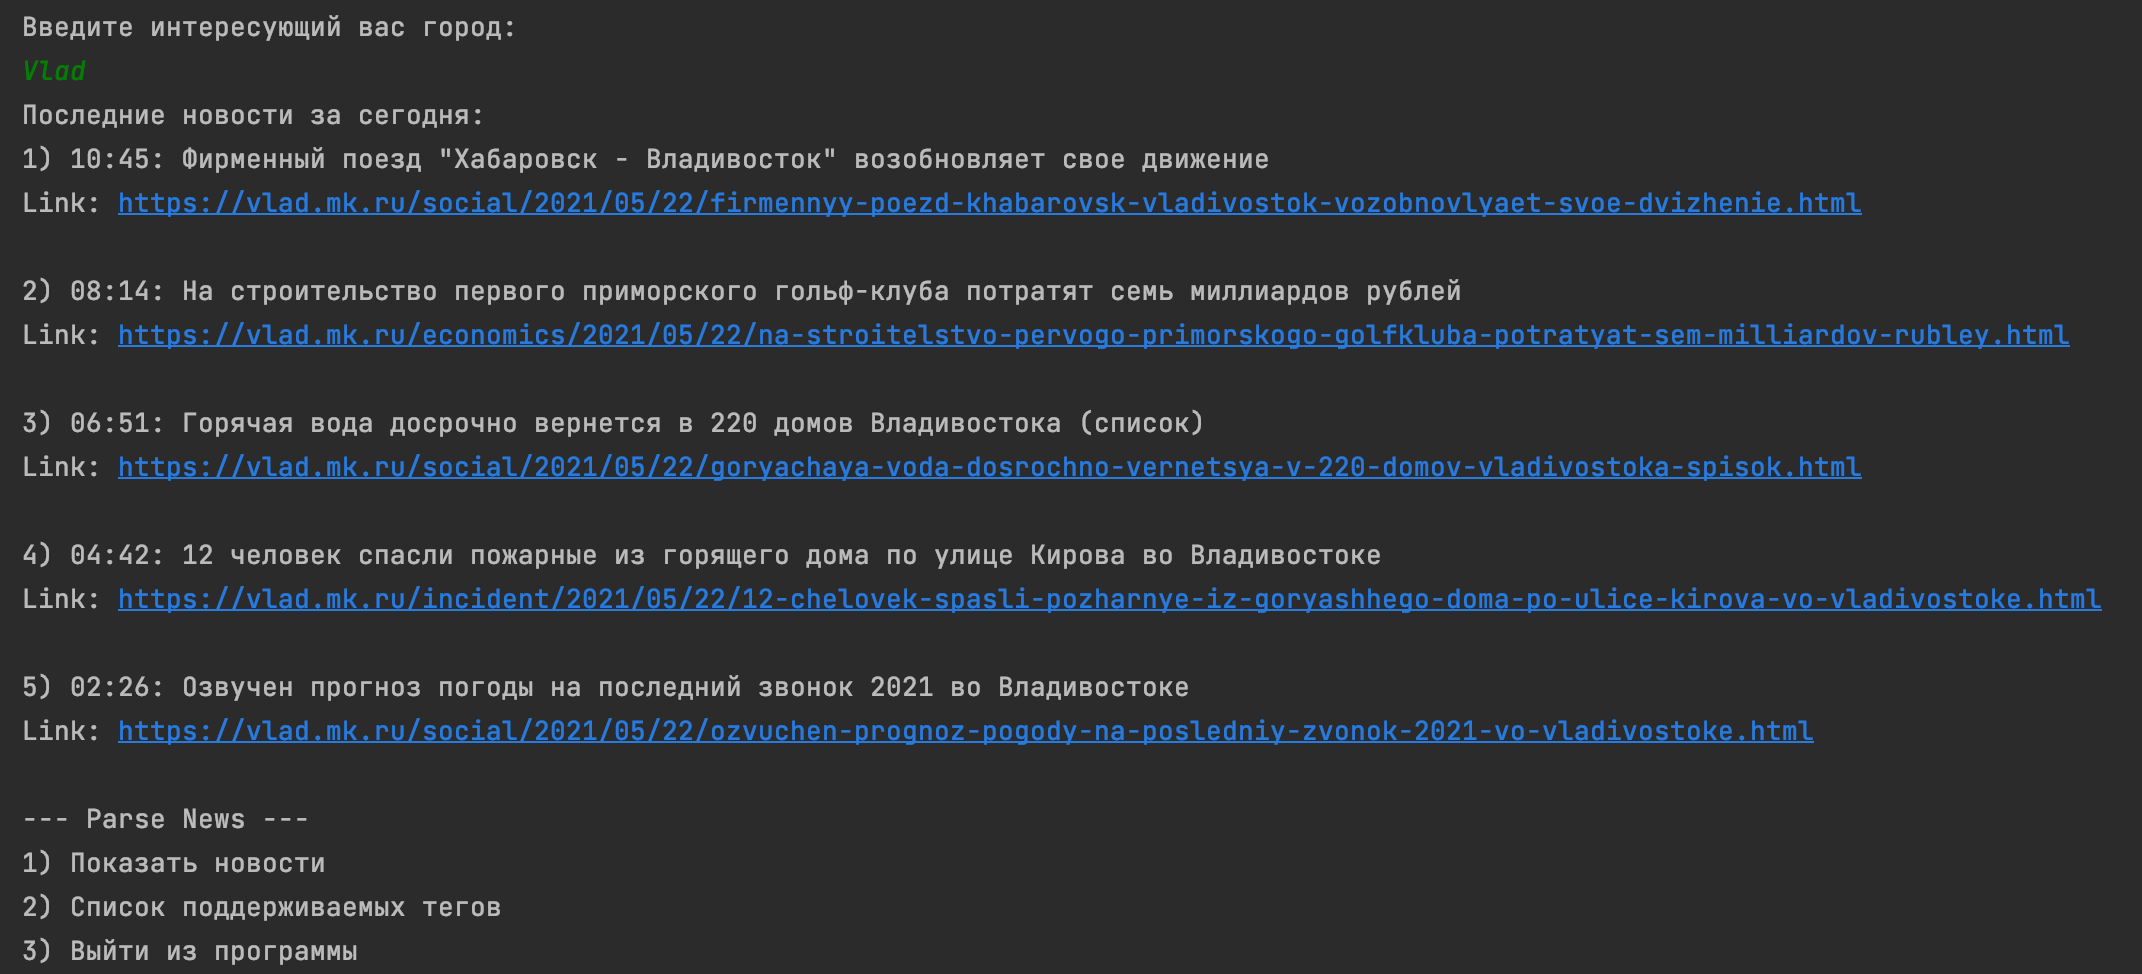 Введите интересующий вас город:
Vlad
Последние новости за сегодня:
1) 10:45: Фирменный поезд "Хабаровск - Владивосток" возобновляет свое движение
Link: https://vlad.mk.ru/social/2021/05/22/firmennyy-poezd-khabarovsk-vladivostok-vozobnovlyaet-svoe-dvizhenie.html
2) 08:14: На строительство первого приморского гольф-клуба потратят семь миллиардов рублей
Link: https://vlad.mk.ru/economics/2021/05/22/na-stroitelstvo-pervogo-primorskogo-golfkluba-potratyat-sem-milliardov-rubley.html
3) 06:51: Горячая вода досрочно вернется в 220 домов Владивостока (список)
Link: https://vlad.mk.ru/social/2021/05/22/goryachaya-voda-dosrochno-vernetsya-v-220-domov-vladivostoka-spisok.html
4) 04:42: 12 человек спасли пожарные из горящего дома по улице Кирова во Владивостоке
Link: https://vlad.mk.ru/incident/2021/05/22/12-chelovek-spasli-pozharnye-iz-goryashhego-doma-po-ulice-kirova-vo-vladivostoke.html
5) 02:26: Озвучен прогноз погоды на последний звонок 2021 во Владивостоке
Link: https://vlad.mk.ru/social/2021/05/22/ozvuchen-prognoz-pogody-na-posledniy-zvonok-2021-vo-vladivostoke.html
--- Parse News ---
1) Показать новости
2) Список поддерживаемых тегов
3) Выйти из программы